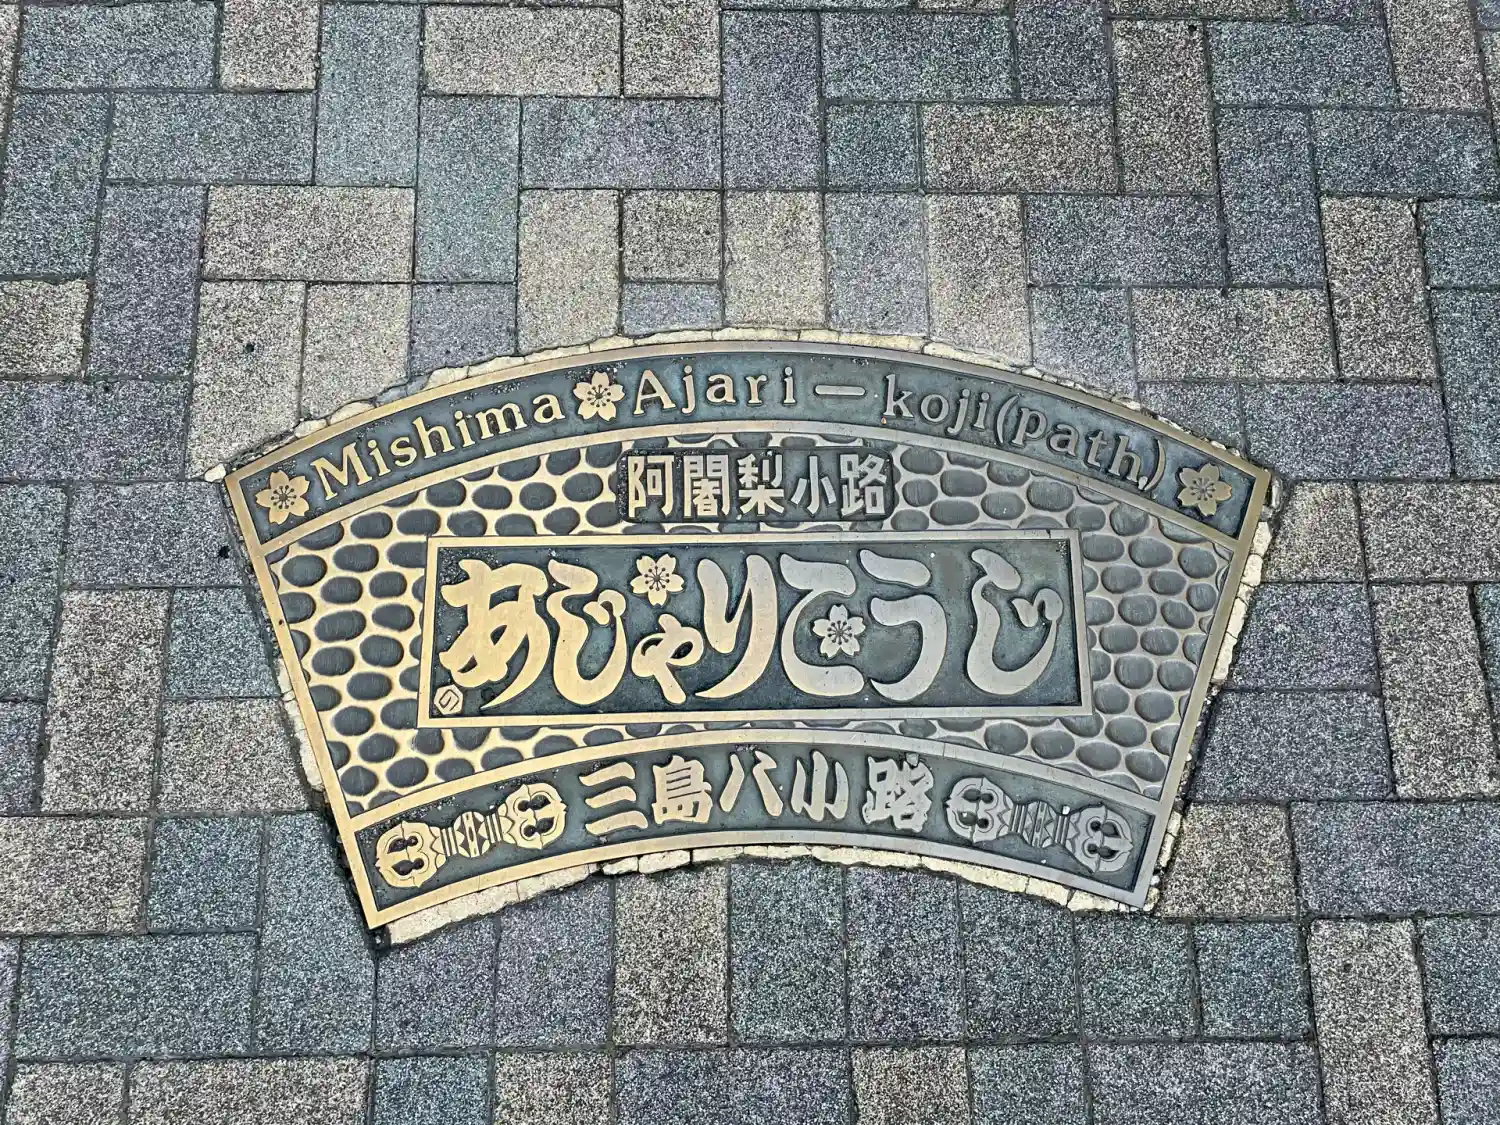 Mishima Ajari－koji(path)
阿闍梨小路
あじゃりこうじ
三島八小路